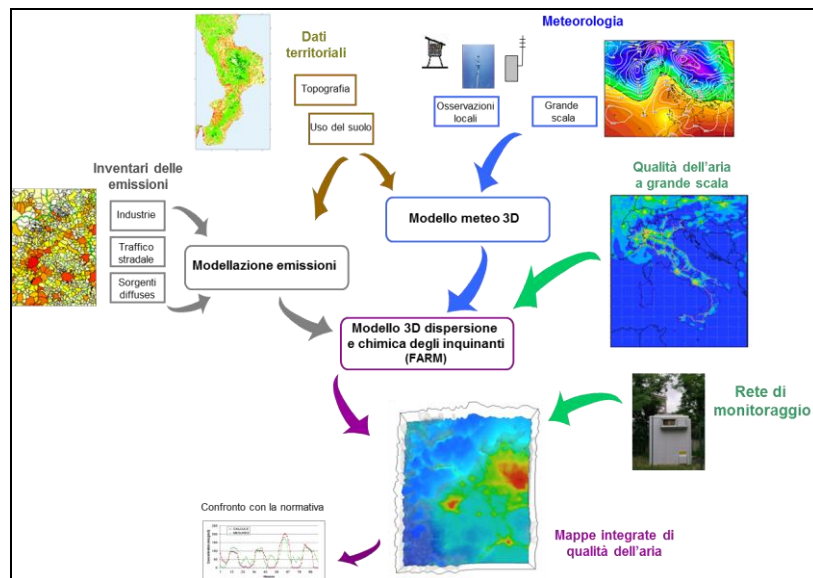 Meteorologia
Dati
territoriali
Topografia
Uso del suolo
Osservazioni
locali
Grande
scala
Inventari delle
emissioni
Industrie
Traffico
stradale
Sorgenti
diffuses
Qualità dell'aria
a grande scala
Modello meteo 3D
Modellazione emissioni
Modello 3D dispersione
e chimica degli inquinanti
(FARM)
Rete di
monitoraggio
Confronto con la normativa
Mappe integrate di
qualità dell'aria